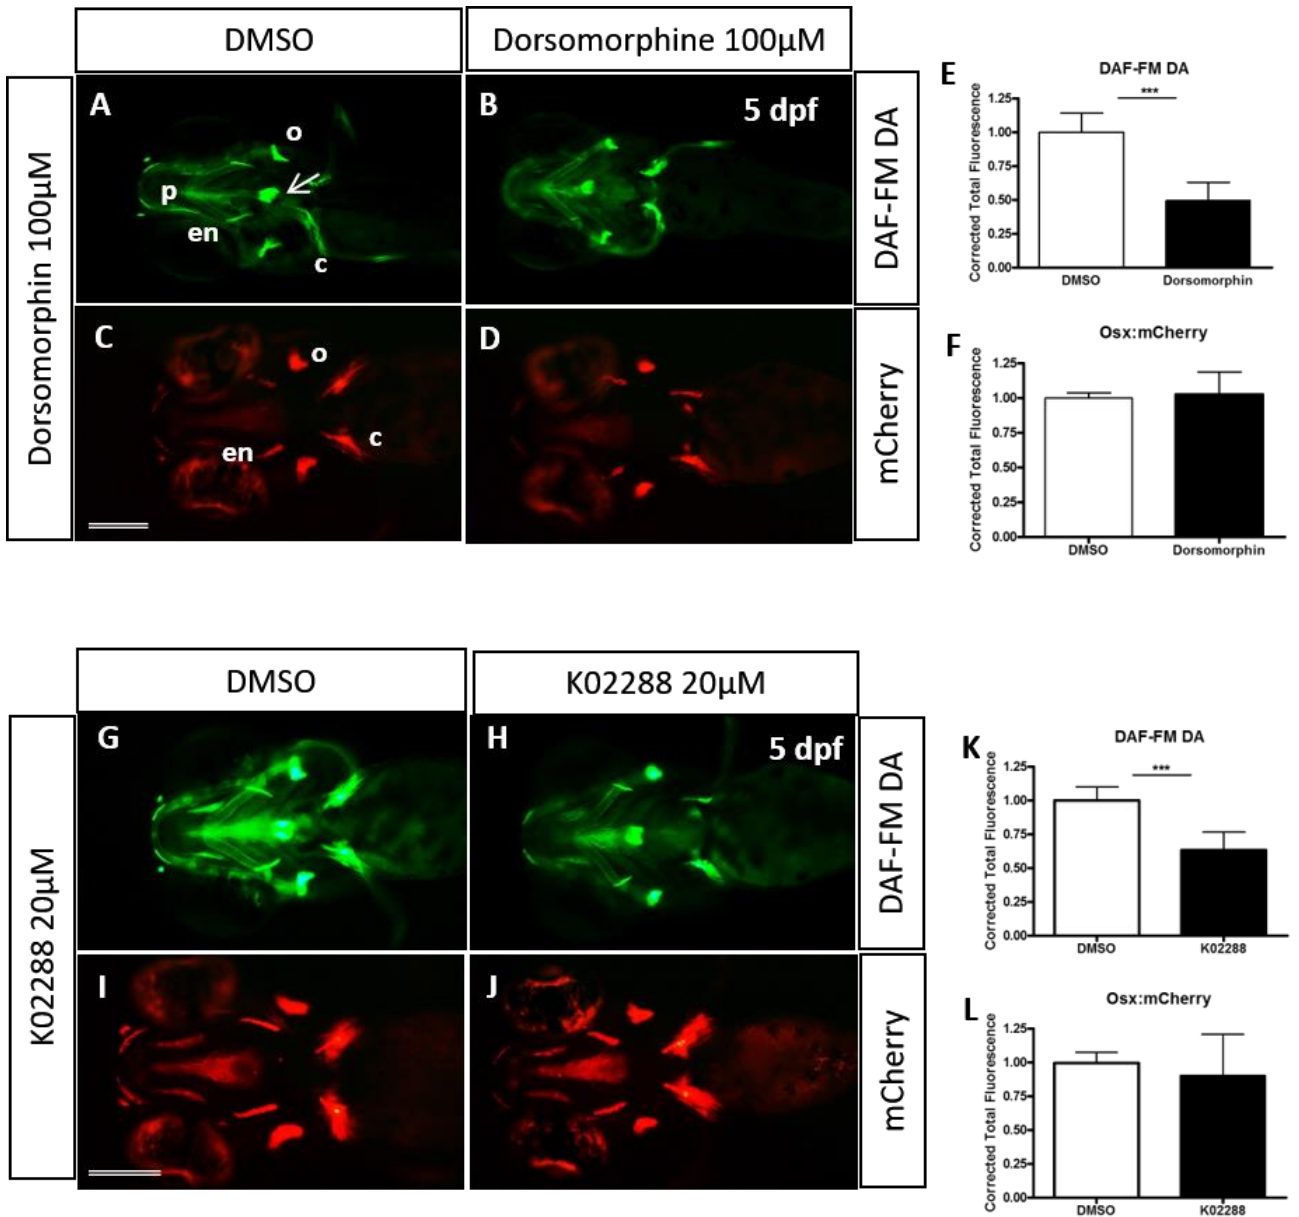 DMSO
Dorsomorphine 100µM
Dorsomorphin 100µM
A
o
p
en
c
B
5 dpf
DAF-FM DA
C
o
en
c
D
mCherry
E
DAF-FM DA
***
Corrected Total Fluorescence
1.25
1.00
0.75
0.50
0.25
0.00
DMSO
Dorsomorphin
F
Osx:mCherry
Corrected Total Fluorescence
1.25
1.00
0.75
0.50
0.25
0.00
DMSO
Dorsomorphin
DMSO
K02288 20µM
K02288 20µM
G
H
5 dpf
DAF-FM DA
I
J
mCherry
K
DAF-FM DA
***
Corrected Total Fluorescence
1.25
1.00
0.75
0.50
0.25
0.00
DMSO
K02288
L
Osx:mCherry
Corrected Total Fluorescence
1.25
1.00
0.75
0.50
0.25
0.00
DMSO
K02288